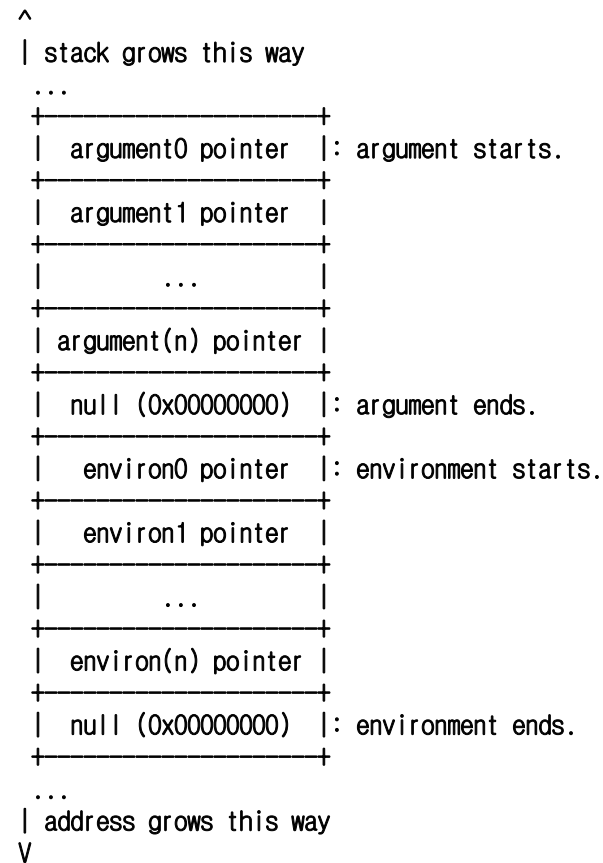 ^
| stack grows this way
...
+---------------------+
| argument0 pointer |: argument starts.
+---------------------+
| argument1 pointer |
+---------------------+
| ... |
+---------------------+
| argument(n) pointer |
+---------------------+
| null (0x00000000) |: argument ends.
+---------------------+
| environ0 pointer |: environment starts.
+---------------------+
| environ1 pointer |
+---------------------+
| ... |
+---------------------+
| environ(n) pointer |
+---------------------+
| null (0x00000000) |: environment ends.
+---------------------+
...
| address grows this way
V